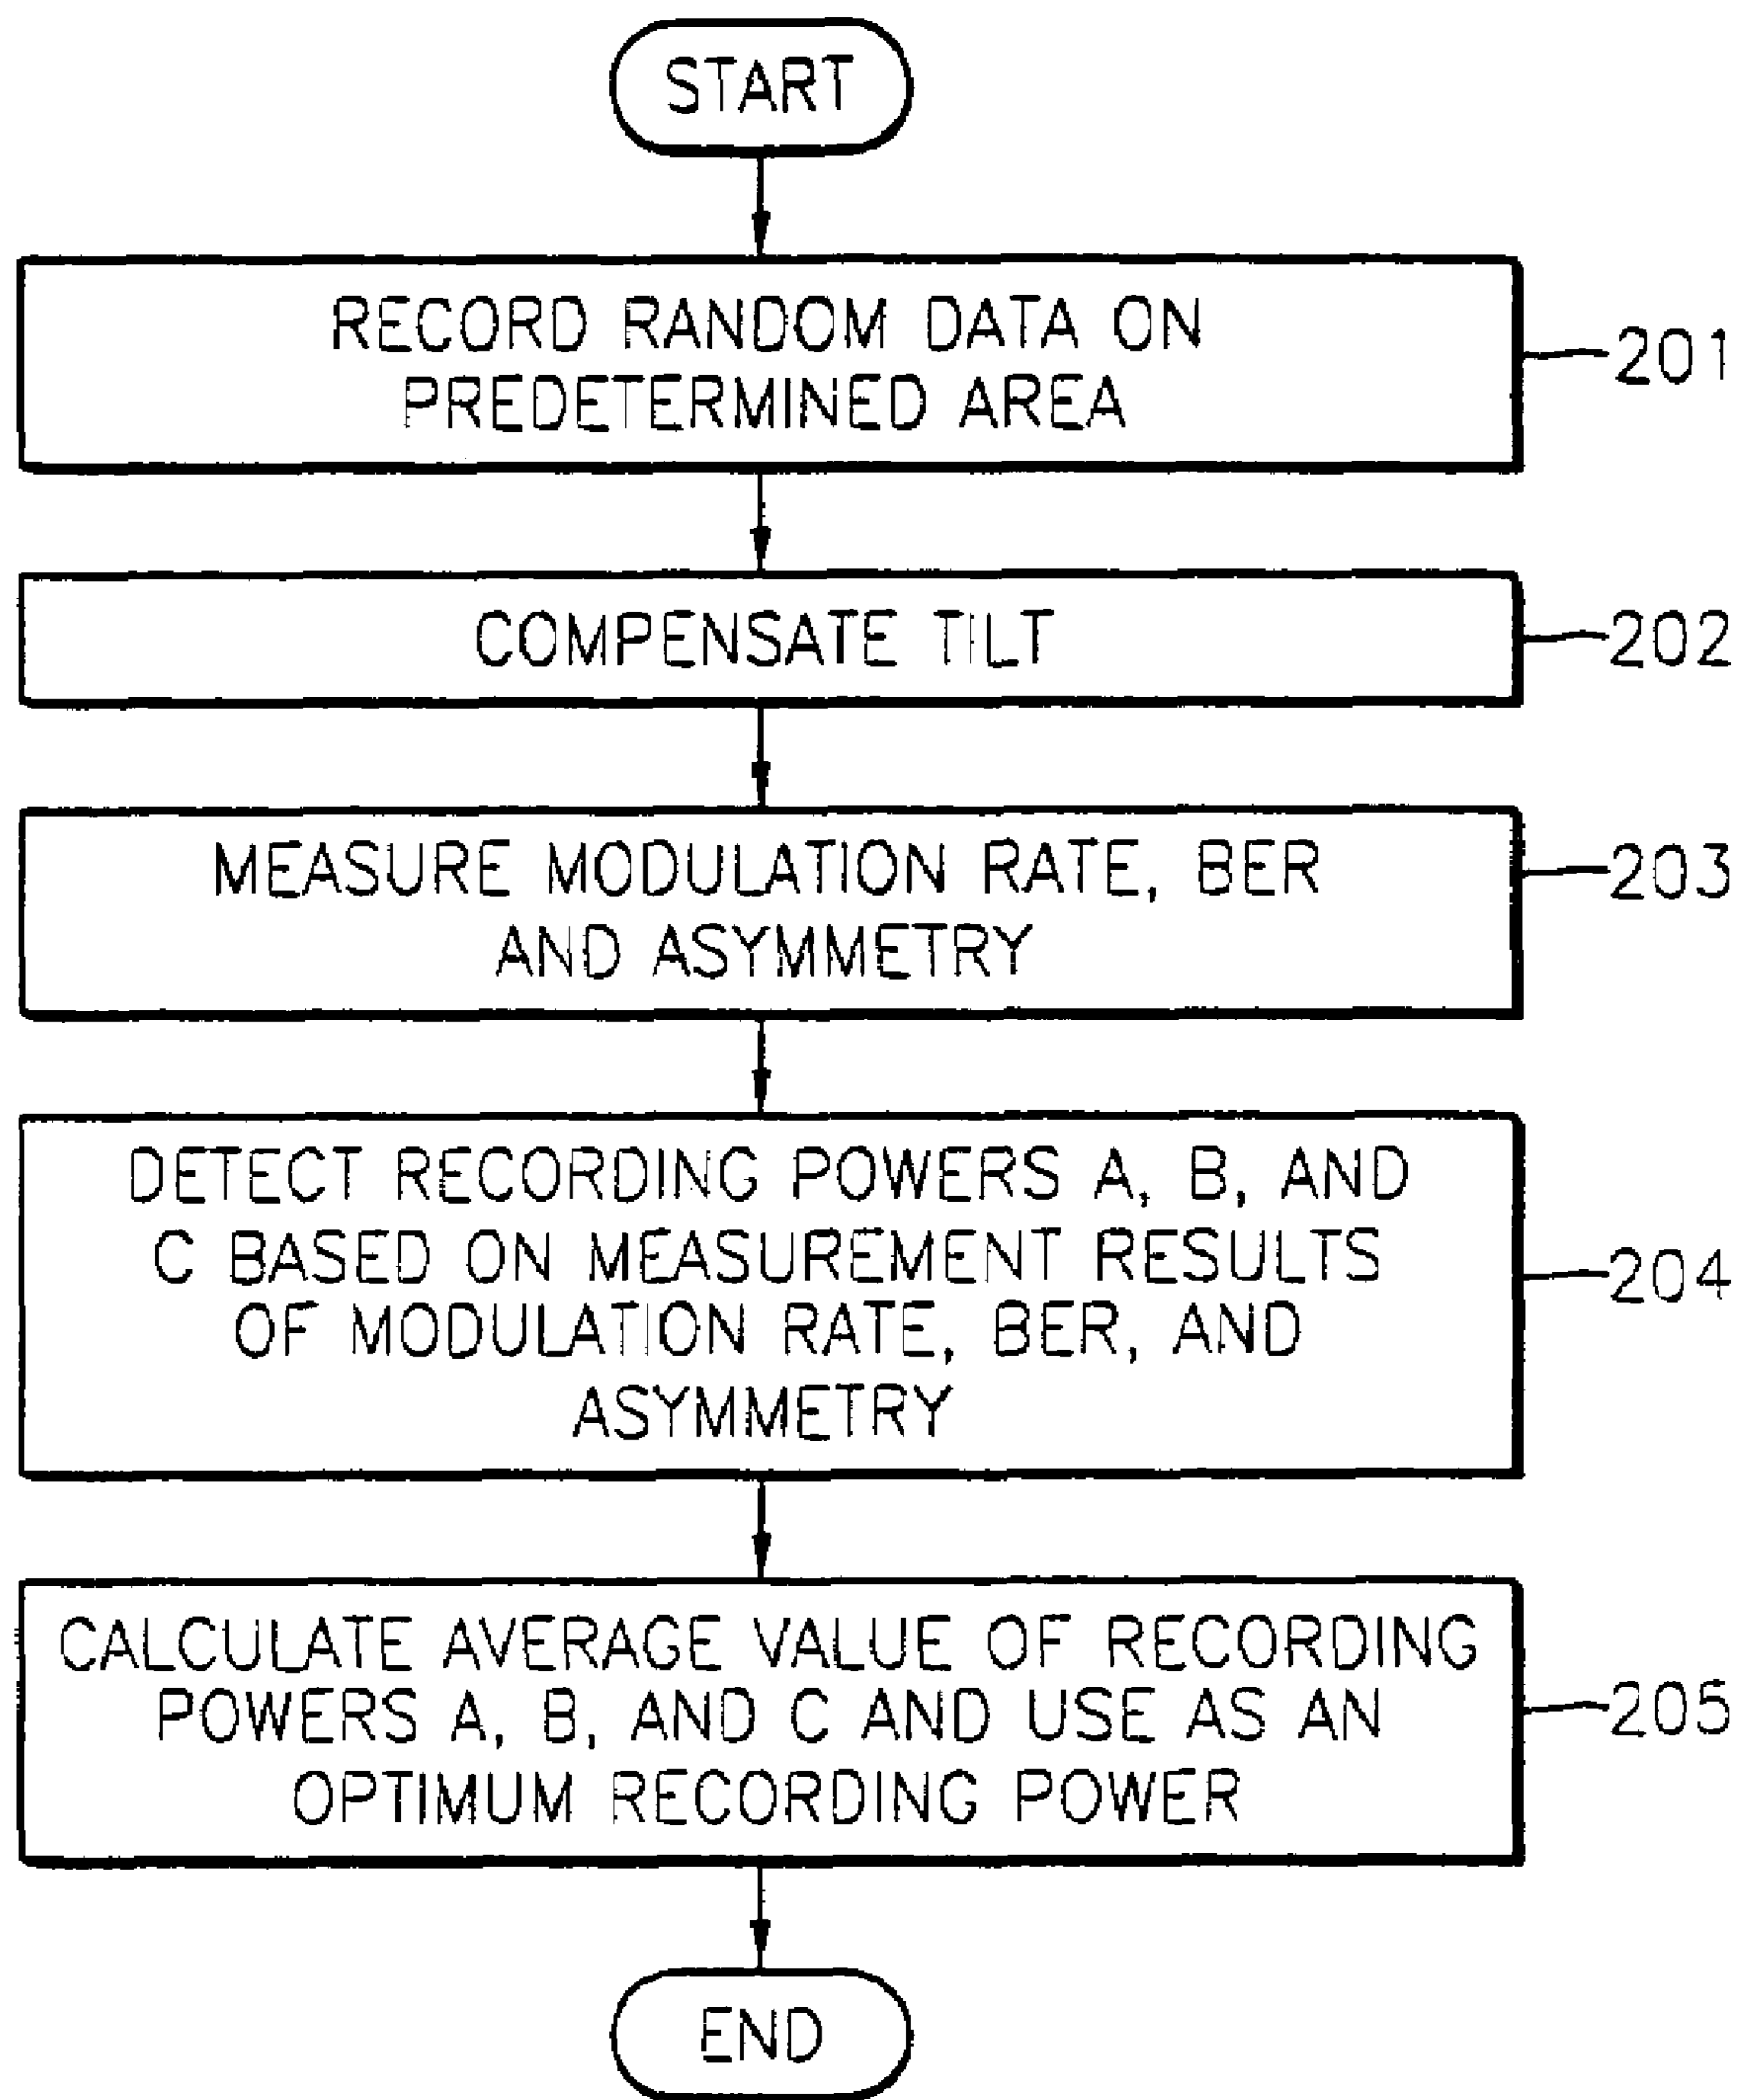 START
RECORD RANDOM DATA ON
PREDETERMINED AREA
201
COMPENSATE TILT
202
MEASURE MODULATION RATE, BER
AND ASYMMETRY
203
DETECT RECORDING POWERS A, B, AND
C BASED ON MEASUREMENT RESULTS
OF MODULATION RATE, BER, AND
ASYMMETRY
204
CALCULATE AVERAGE VALUE OF RECORDING
POWERS A, B, AND C AND USE AS AN
OPTIMUM RECORDING POWER
205
END